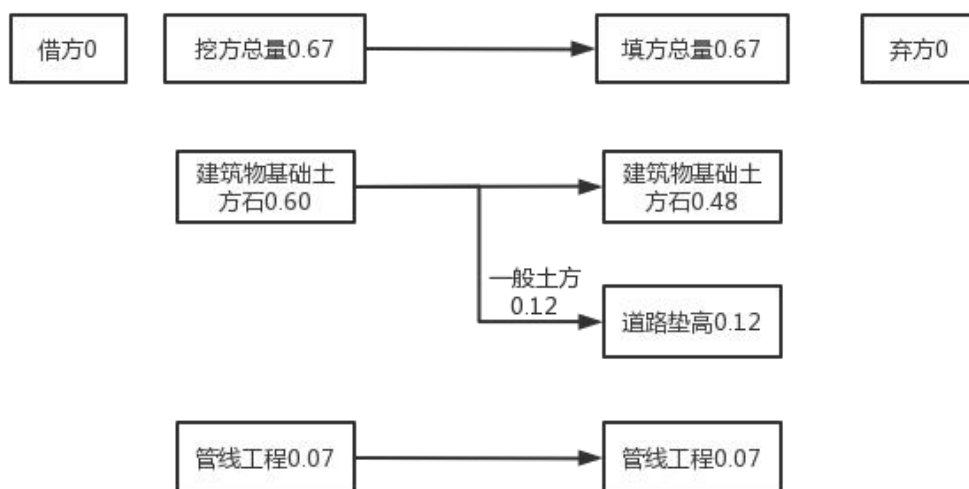 借方0
挖方总量0.67
填方总量0.67
弃方0
建筑物基础土
方石0.60
建筑物基础土
方石0.48
一般土方
0.12
道路垫高0.12
管线工程0.07
管线工程0.07